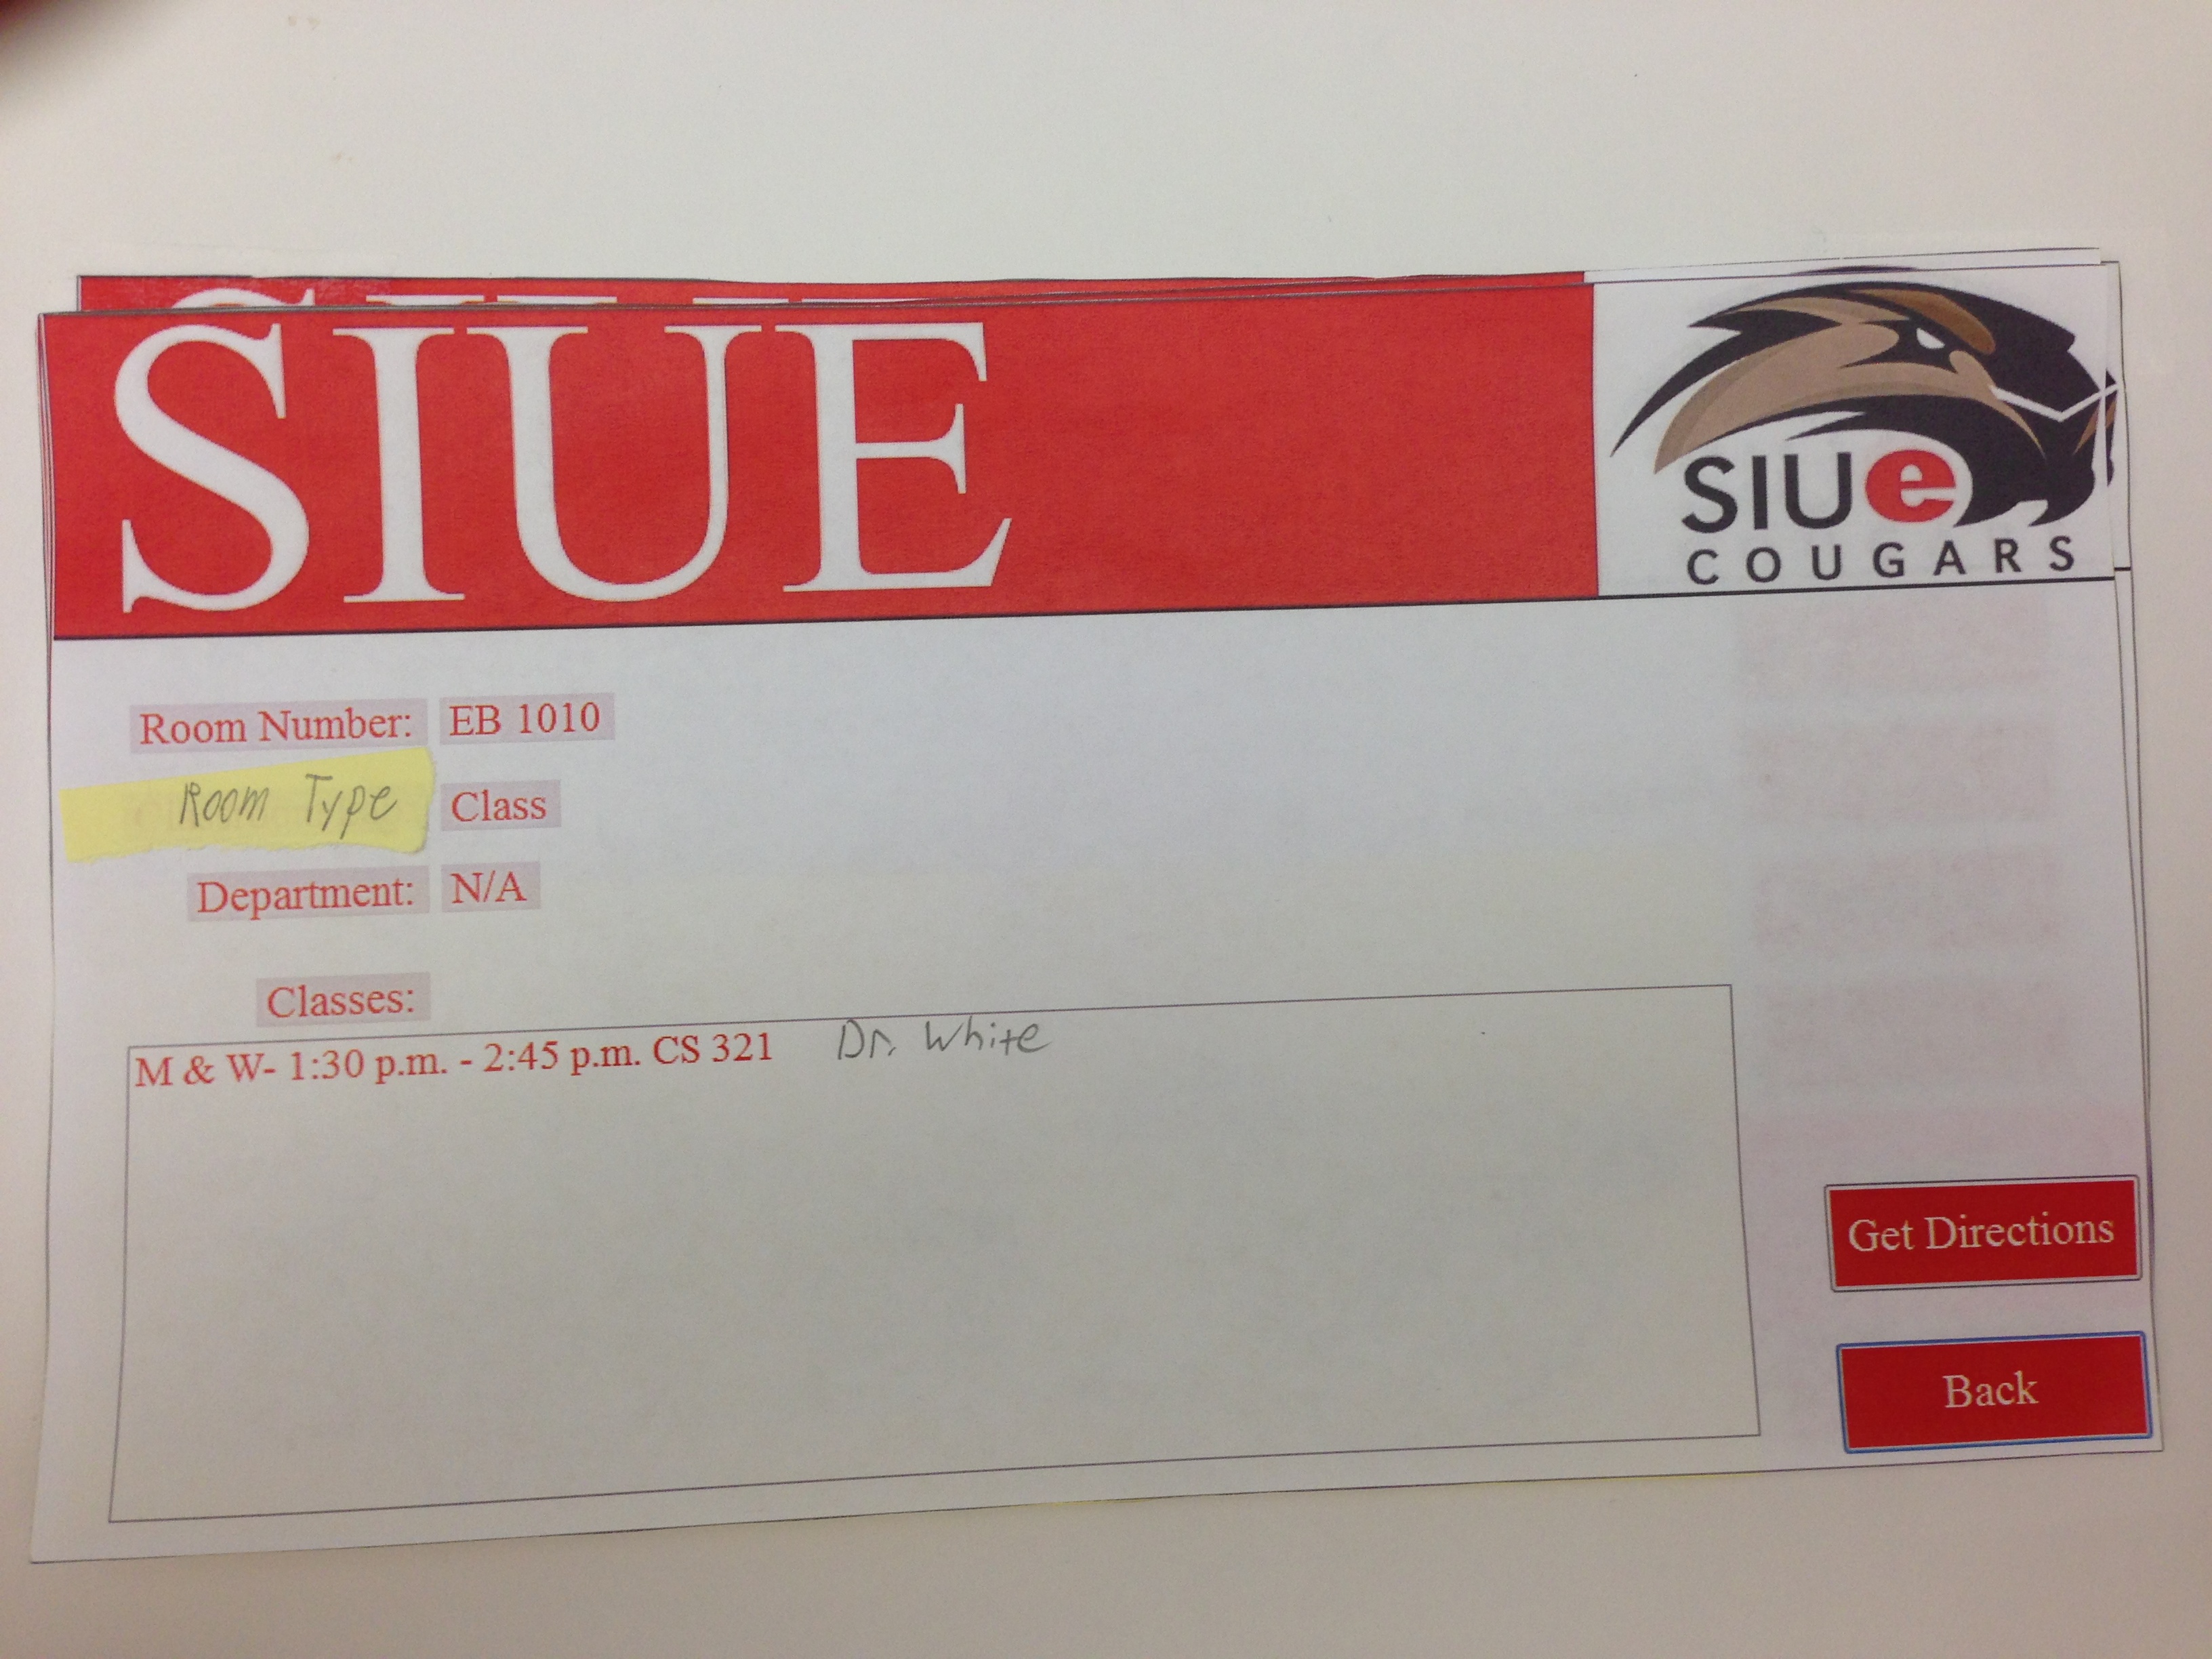 SIUE
SIUe
COUGARS
Room Number: EB 1010
Room Type Class
Department: N/A
Classes:
M & W- 1:30 p.m. - 2:45 p.m. CS 321 Dr. White
Get Directions
Back